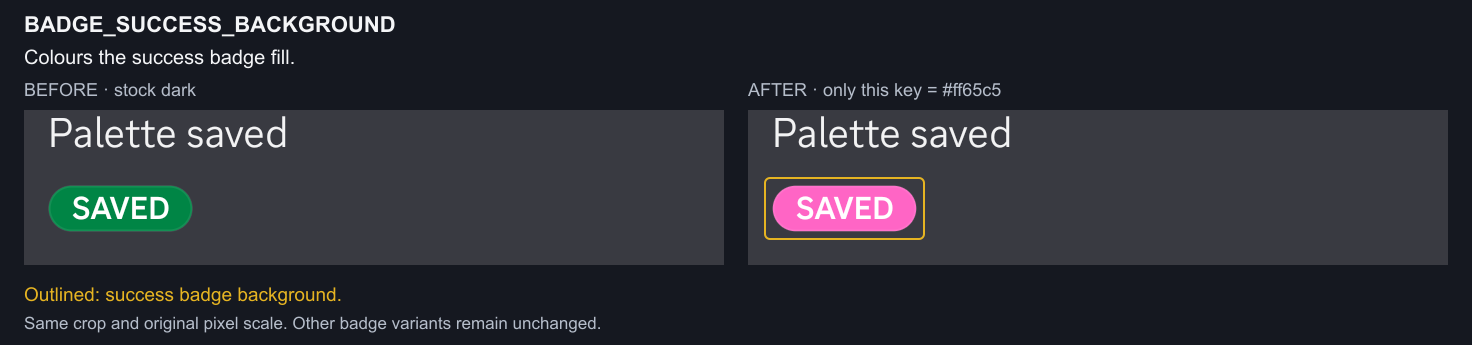 BADGE_SUCCESS_BACKGROUND
Colours the success badge fill.
BEFORE · stock dark
AFTER · only this key = #ff65c5
Palette saved
SAVED
Palette saved
SAVED
Outlined: success badge background.
Same crop and original pixel scale. Other badge variants remain unchanged.